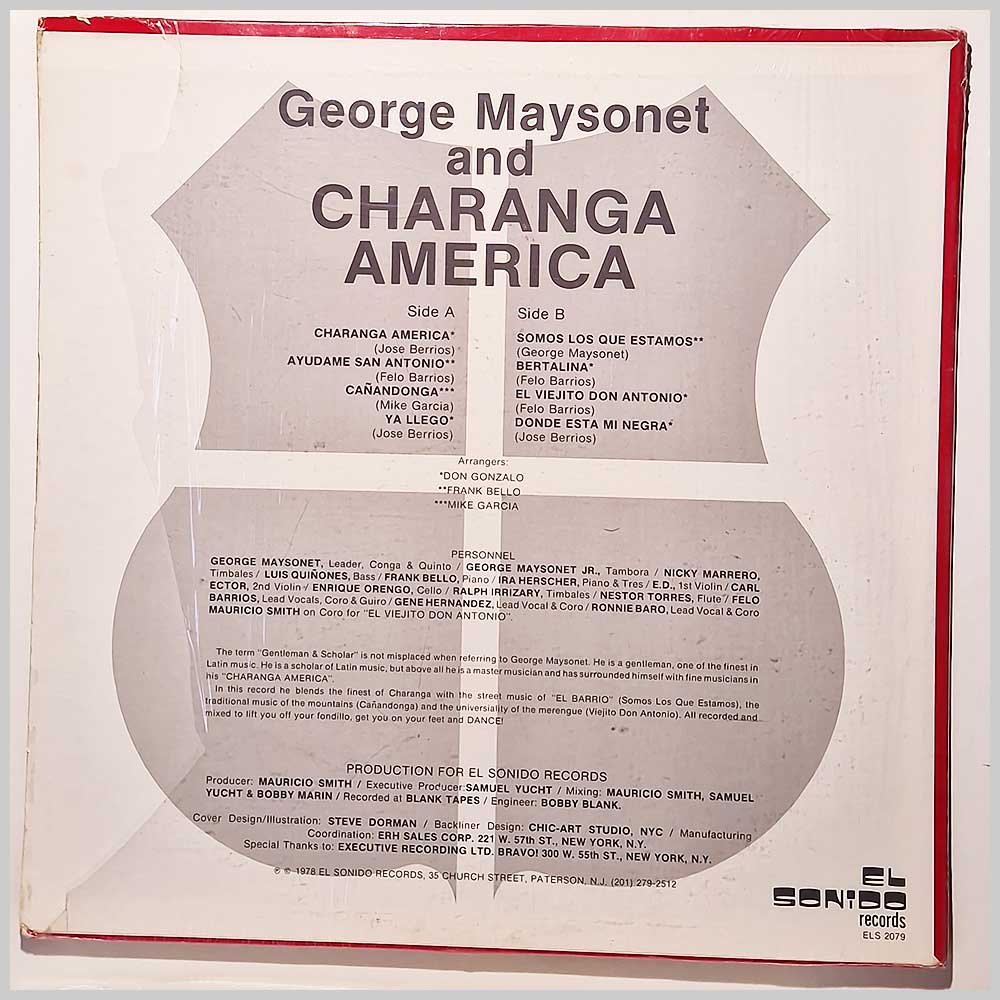 George Maysonet
and
CHARANGA
AMERICA
Side A
CHARANGA AMERICA*
(Jose Berrios)
AYUDAME SAN ANTONIO**
(Felo Barrios)
CAÑANDONGA***
(Mike Garcia)
YA LLEGO*
(Jose Berrios)
Side B
SOMOS LOS QUE ESTAMOS**
(George Maysonet)
BERTALINA*
(Felo Barrios)
EL VIEJITO DON ANTONIO*
(Felo Barrios)
DONDE ESTA MI NEGRA*
(Jose Berrios)
Arrangers:
*DON GONZALO
**FRANK BELLO
***MIKE GARCIA
PERSONNEL
GEORGE MAYSONET, Leader, Conga & Quinto / GEORGE MAYSONET JR., Tambora / NICKY MARRERO,
Timbales / LUIS QUIÑONES, Bass / FRANK BELLO, Piano / IRA HERSCHER, Piano & Tres / E.D., 1st Violin / CARL
ECTOR, 2nd Violin / ENRIQUE ORENGO, Cello / RALPH IRRIZARY, Timbales / NESTOR TORRES, Flute / FELO
BARRIOS, Lead Vocals, Coro & Guiro / GENE HERNANDEZ, Lead Vocal & Coro / RONNIE BARO, Lead Vocal & Coro
MAURICIO SMITH on Coro for "EL VIEJITO DON ANTONIO".
The term "Gentleman & Scholar" is not misplaced when referring to George Maysonet. He is a gentleman, one of the finest in
Latin music. He is a scholar of Latin music, but above all he is a master musician and has surrounded himself with fine musicians in
his "CHARANGA AMERICA".
In this record he blends the finest of Charanga with the street music of "EL BARRIO" (Somos Los Que Estamos), the
traditional music of the mountains (Cañandonga) and the universiality of the merengue (Viejito Don Antonio). All recorded and
mixed to lift you off your fondillo, get you on your feet and DANCE!
PRODUCTION FOR EL SONIDO RECORDS
Producer: MAURICIO SMITH / Executive Producer:SAMUEL YUCHT / Mixing: MAURICIO SMITH, SAMUEL
YUCHT & BOBBY MARIN / Recorded at BLANK TAPES / Engineer: BOBBY BLANK.
Cover Design/Illustration: STEVE DORMAN / Backliner Design: CHIC-ART STUDIO, NYC / Manufacturing
Coordination: ERH SALES CORP. 221 W. 57th ST., NEW YORK, N.Y.
Special Thanks to: EXECUTIVE RECORDING LTD. BRAVO! 300 W. 55th ST., NEW YORK, N.Y.
℗ © 1978 EL SONIDO RECORDS, 35 CHURCH STREET, PATERSON, N.J. (201) 279-2512
EL
SONIDO
records
ELS 2079